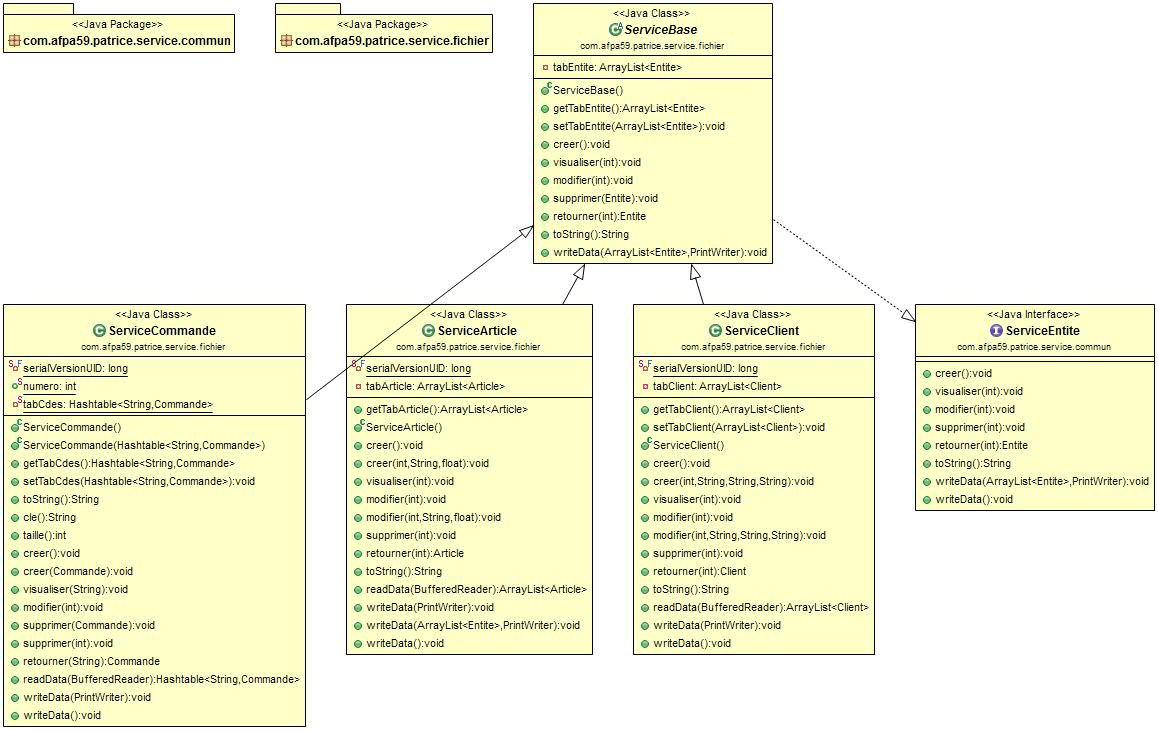 <<Java Package>>
com.afpa59.patrice.service.commun
<<Java Package>>
com.afpa59.patrice.service.fichier
<<Java Class>>
ServiceBase
com.afpa59.patrice.service.fichier
tabEntite: ArrayList<Entite>
ServiceBase()
getTabEntite():ArrayList<Entite>
setTabEntite(ArrayList<Entite>):void
creer():void
visualiser(int):void
modifier(int):void
supprimer(Entite):void
retourner(int):Entite
toString():String
writeData(ArrayList<Entite>,PrintWriter):void
<<Java Class>>
ServiceCommande
com.afpa59.patrice.service.fichier
serialVersionUID: long
numero: int
tabCdes: Hashtable<String,Commande>
ServiceCommande()
ServiceCommande(Hashtable<String,Commande>)
getTabCdes():Hashtable<String,Commande>
setTabCdes(Hashtable<String,Commande>):void
toString():String
cle():String
taille():int
creer():void
creer(Commande):void
visualiser(String):void
modifier(int):void
supprimer(Commande):void
supprimer(int):void
retourner(String):Commande
readData(BufferedReader):Hashtable<String,Commande>
writeData(PrintWriter):void
writeData():void
<<Java Class>>
ServiceArticle
com.afpa59.patrice.service.fichier
serialVersionUID: long
tabArticle: ArrayList<Article>
getTabArticle():ArrayList<Article>
ServiceArticle()
creer():void
creer(int,String,float):void
visualiser(int):void
modifier(int):void
modifier(int,String,float):void
supprimer(int):void
retourner(int):Article
toString():String
readData(BufferedReader):ArrayList<Article>
writeData(PrintWriter):void
writeData(ArrayList<Entite>,PrintWriter):void
writeData():void
<<Java Class>>
ServiceClient
com.afpa59.patrice.service.fichier
serialVersionUID: long
tabClient: ArrayList<Client>
getTabClient():ArrayList<Client>
setTabClient(ArrayList<Client>):void
ServiceClient()
creer():void
creer(int,String,String,String):void
visualiser(int):void
modifier(int):void
modifier(int,String,String,String):void
supprimer(int):void
retourner(int):Client
toString():String
readData(BufferedReader):ArrayList<Client>
writeData(PrintWriter):void
writeData():void
<<Java Interface>>
ServiceEntite
com.afpa59.patrice.service.commun
creer():void
visualiser(int):void
modifier(int):void
supprimer(int):void
retourner(int):Entite
toString():String
writeData(ArrayList<Entite>,PrintWriter):void
writeData():void